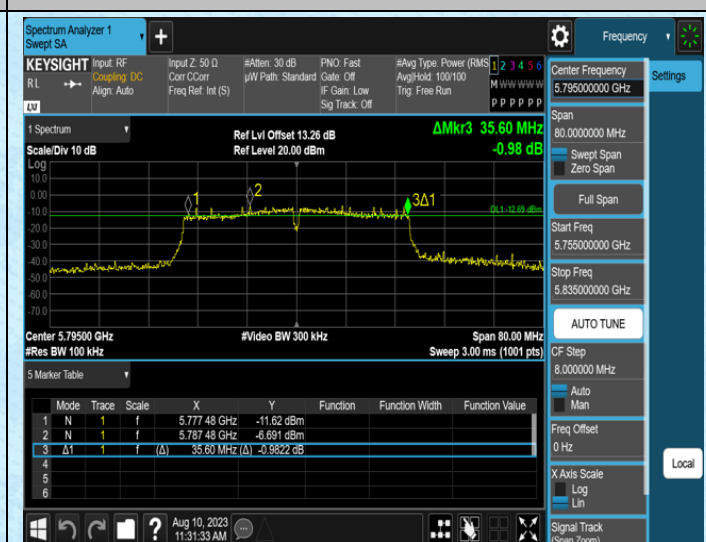 Spectrum Analyzer 1
Swept SA
+
Frequency
KEYSIGHT
RL
Input: RF
Coupling: DC
Align: Auto
Input Z: 50 Ω
Corr CCorr
Freq Ref: Int (S)
#Atten: 30 dB
µW Path: Standard
PNO: Fast
Gate: Off
IF Gain: Low
Sig Track: Off
#Avg Type: Power (RMS
Avg|Hold: 100/100
Trig: Free Run
1 2 3 4 5 6
M W W W W W
P P P P P P
Center Frequency
5.795000000 GHz
Settings
Span
80.0000000 MHz
Swept Span
Zero Span
Full Span
Start Freq
5.755000000 GHz
Stop Freq
5.835000000 GHz
AUTO TUNE
CF Step
8.000000 MHz
Auto
Man
Freq Offset
0 Hz
X Axis Scale
Log
Lin
Signal Track
(Span Zoom)
Local
1 Spectrum
Scale/Div 10 dB
Ref Lvl Offset 13.26 dB
Ref Level 20.00 dBm
ΔMkr3 35.60 MHz
-0.98 dB
Log
10.0
0.00
-10.0
-20.0
-30.0
-40.0
-50.0
-60.0
-70.0
1
2
3Δ1
DL1 -12.69 dBm
Center 5.79500 GHz
#Res BW 100 kHz
#Video BW 300 kHz
Span 80.00 MHz
Sweep 3.00 ms (1001 pts)
5 Marker Table
Mode Trace Scale X Y Function Function Width Function Value
1 N 1 f 5.777 48 GHz -11.62 dBm
2 N 1 f 5.787 48 GHz -6.691 dBm
3 Δ1 1 f (Δ) 35.60 MHz (Δ) -0.9822 dB
4
5
6
?
Aug 10, 2023
11:31:33 AM